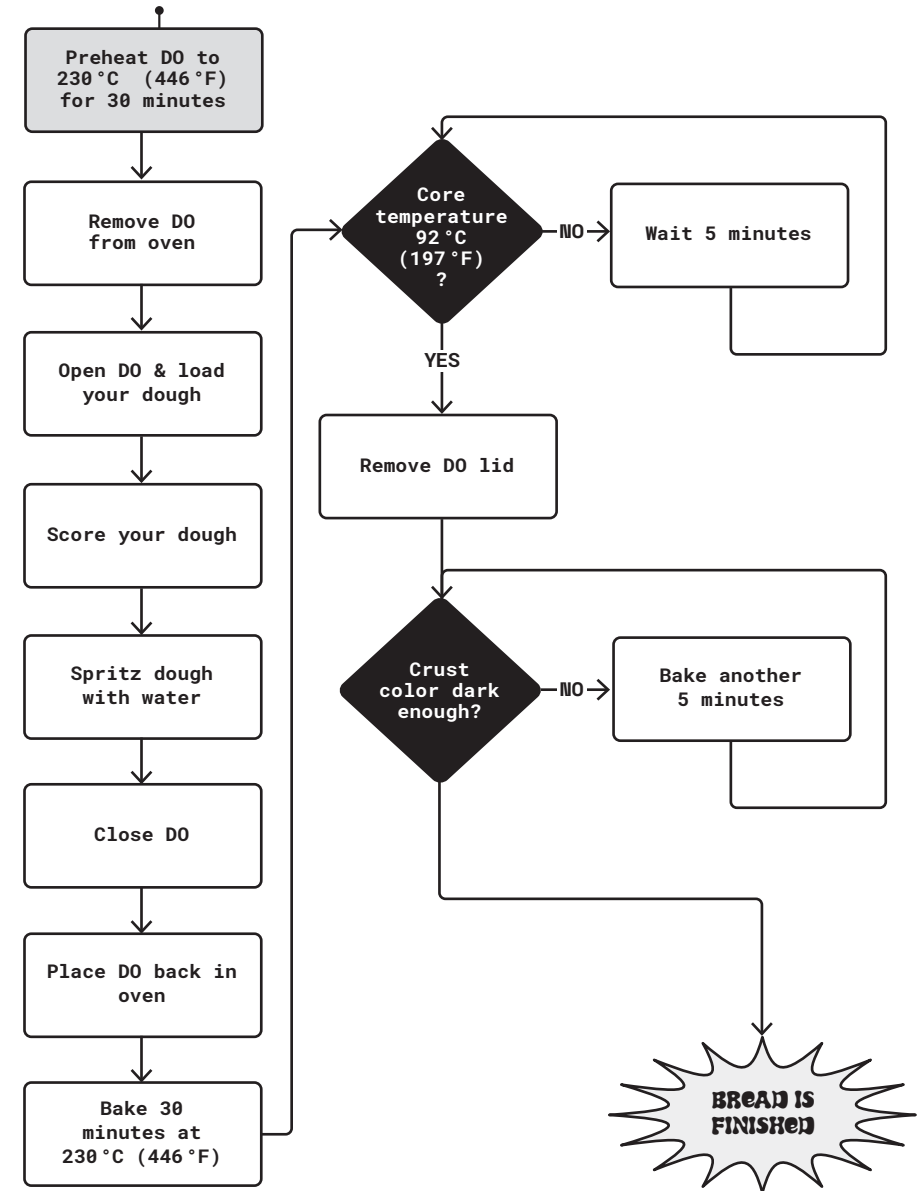 Preheat DO to
230°C (446°F)
for 30 minutes
Remove DO
from oven
Open DO & load
your dough
Score your dough
Spritz dough
with water
Close DO
Place DO back in
oven
Bake 30
minutes at
230°C (446°F)
Core
temperature
92°C
(197°F)
?
NO
Wait 5 minutes
YES
Remove DO lid
Crust
color dark
enough?
NO
Bake another
5 minutes
BREAD IS
FINISHED